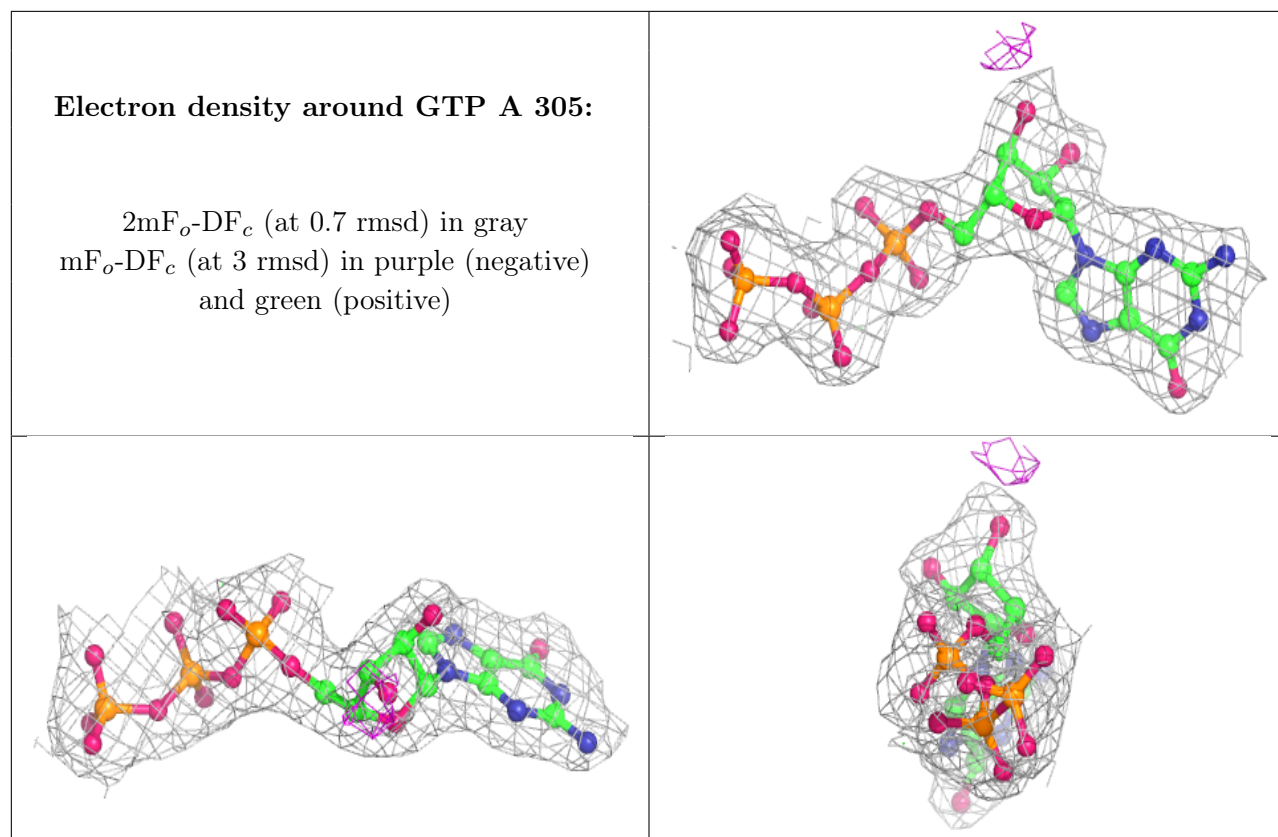 Electron density around GTP A 305:
2mFₒ-DF𝒸 (at 0.7 rmsd) in gray
mFₒ-DF𝒸 (at 3 rmsd) in purple (negative)
and green (positive)